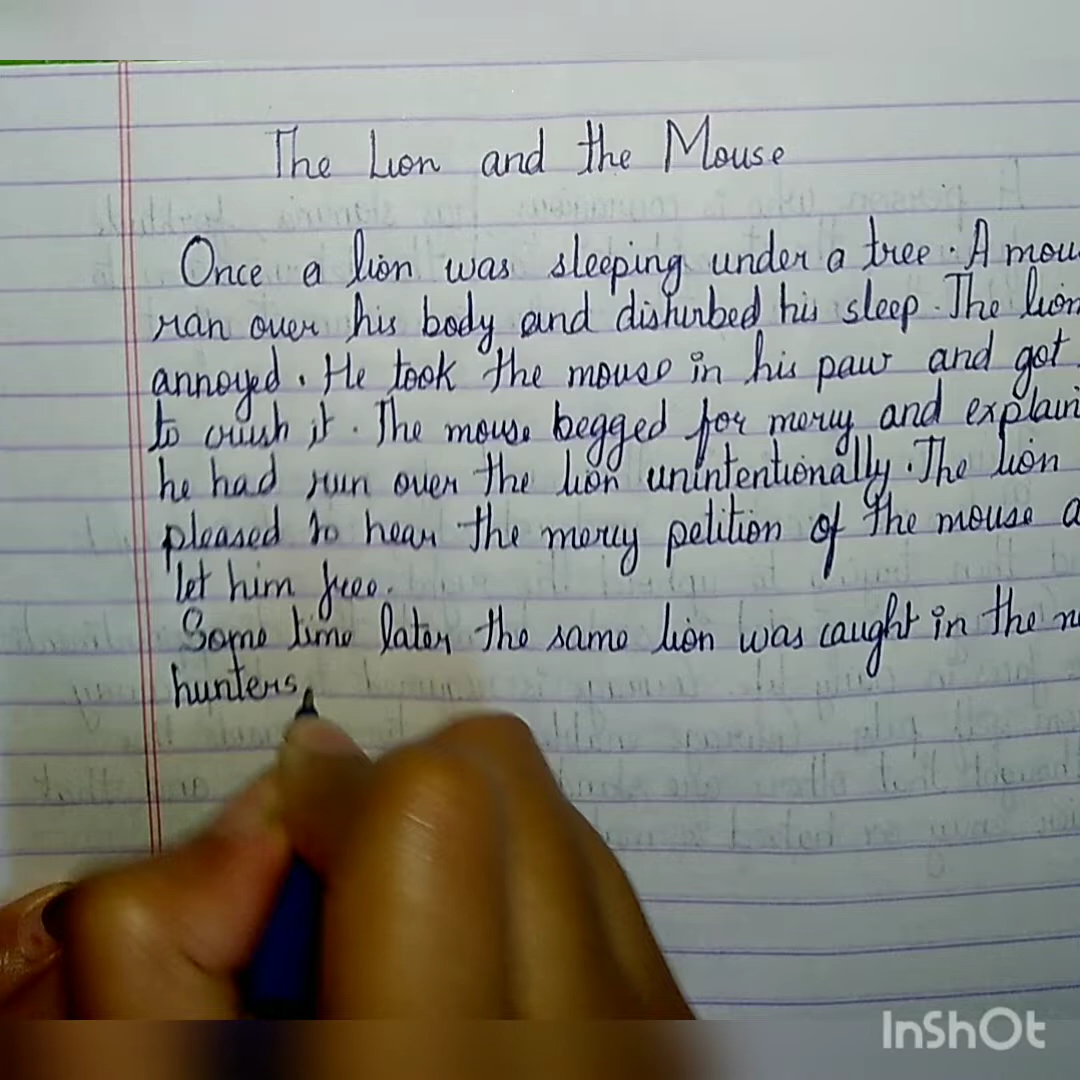 The Lion and the Mouse
Once a lion was sleeping under a tree. A mou
ran over his body and disturbed his sleep. The lion
annoyed. He took the mouse in his paw and got
to crush it. The mouse begged for mercy and explain
he had run over the lion unintentionally. The lion
pleased to hear the mercy petition of the mouse a
let him free.
Some time later the same lion was caught in the n
hunters
InShOt